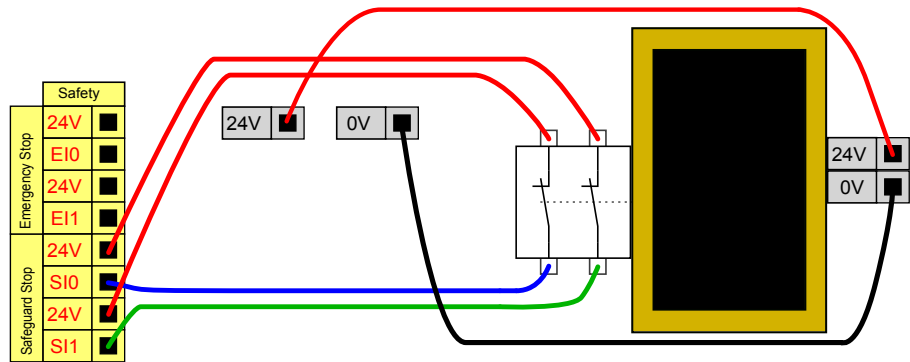 Safety
Emergency Stop
24V
EI0
24V
EI1
Safeguard Stop
24V
SI0
24V
SI1
24V
0V
24V
0V